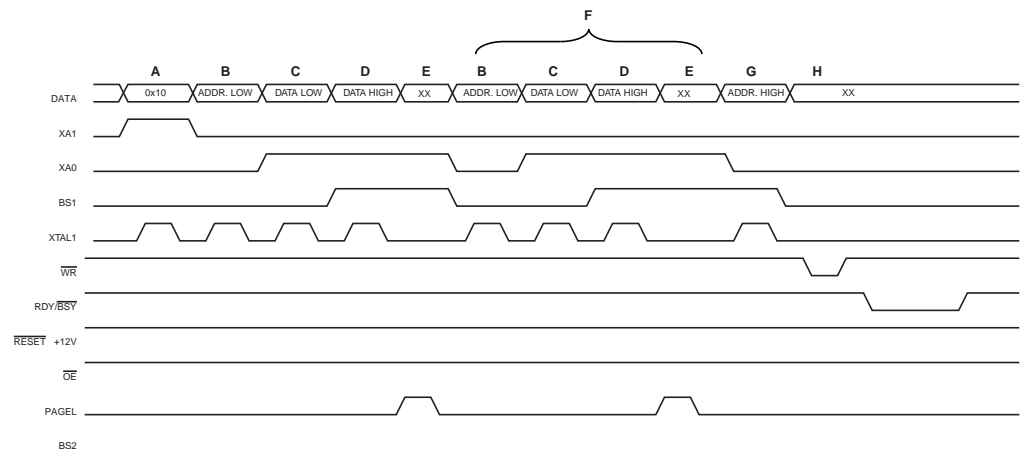 F
A B C D E B C D E G H
DATA 0x10 ADDR. LOW DATA LOW DATA HIGH XX ADDR. LOW DATA LOW DATA HIGH XX ADDR. HIGH XX
XA1
XA0
BS1
XTAL1
WR
RDY/BSY
RESET +12V
OE
PAGEL
BS2